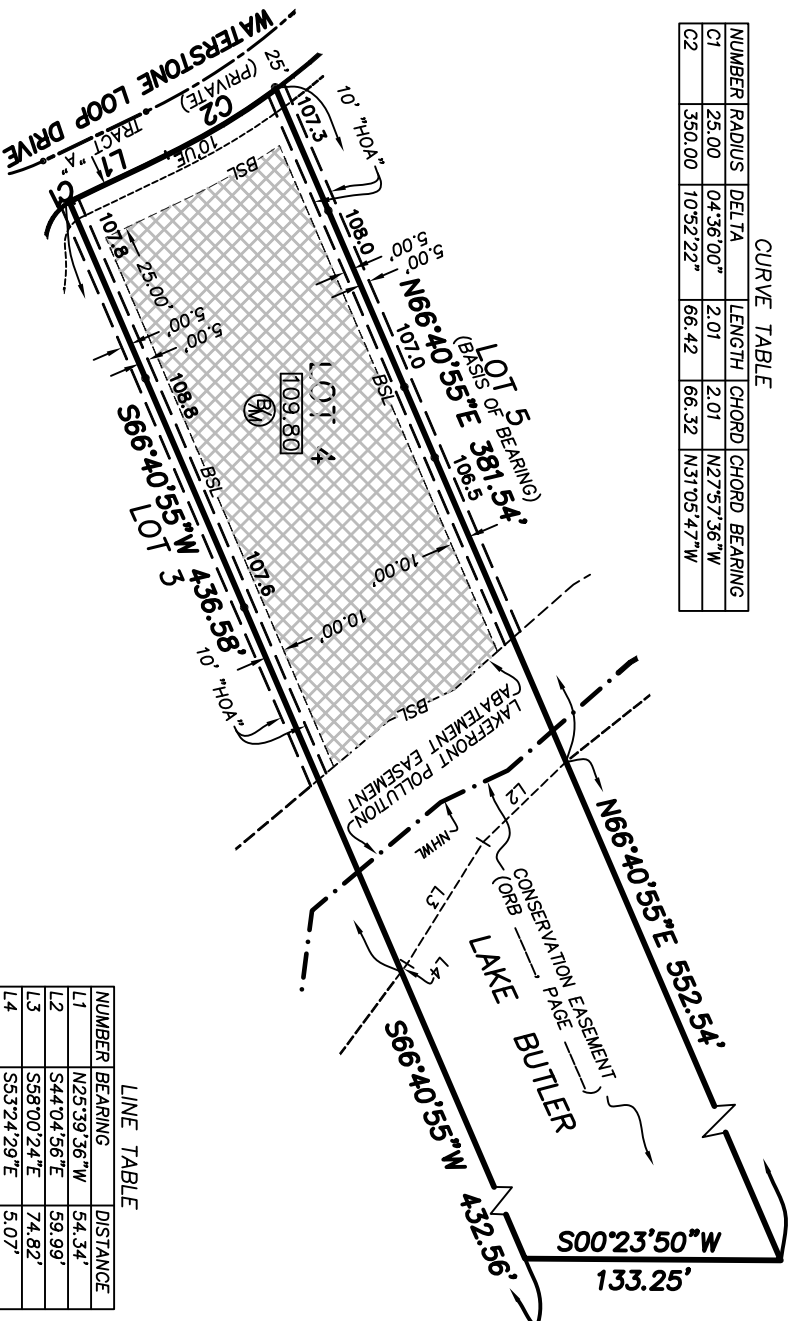 CURVE TABLE
NUMBER RADIUS DELTA LENGTH CHORD CHORD BEARING
C1 25.00 04°36'00" 2.01 2.01 N27°57'36"W
C2 350.00 10°52'22" 66.42 66.32 N31°05'47"W
WATERSTONE LOOP DRIVE
(PRIVATE)
TRACT "A"
25'
C2
L1
C1
10'UE
BSL
10' "HOA"
107.3
108.0
5.00'
5.00'
LOT 5
(BASIS OF BEARING)
N66°40'55"E 381.54'
107.0
106.5
BSL
10.00'
LOT 4
109.80
BM
107.8
25.00'
5.00'
5.00'
108.8
BSL
S66°40'55"W 436.58'
LOT 3
107.6
10.00'
10' "HOA"
BSL
LAKEFRONT POLLUTION
ABATEMENT EASEMENT
NHWL
L2
L3
L4
N66°40'55"E 552.54'
CONSERVATION EASEMENT
(ORB ____, PAGE ____)
LAKE BUTLER
S66°40'55"W 432.56'
S00°23'50"W
133.25'
LINE TABLE
NUMBER BEARING DISTANCE
L1 N25°39'36"W 54.34'
L2 S44°04'56"E 59.99'
L3 S58°00'24"E 74.82'
L4 S53°24'29"E 5.07'